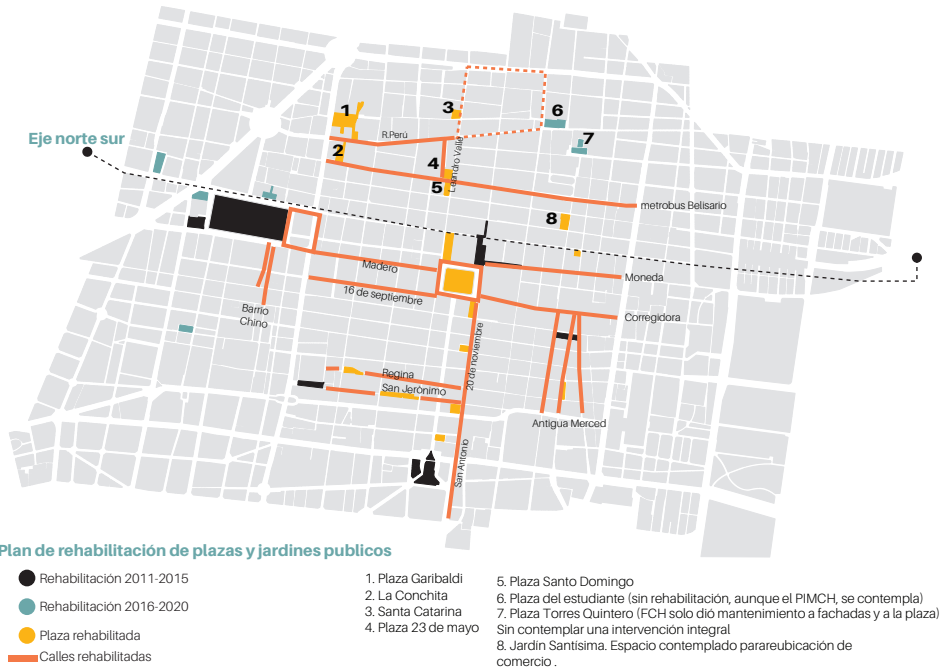 1
3
6
R.Perú
7
Eje norte sur
2
4
Leandro Valle
5
metrobus Belisario
8
Madero
Moneda
16 de septiembre
Barrio
Chino
Corregidora
20 de noviembre
Regina
San Jerónimo
Antigua Merced
San Antonio
Plan de rehabilitación de plazas y jardines publicos
Rehabilitación 2011-2015
Rehabilitación 2016-2020
Plaza rehabilitada
Calles rehabilitadas
1. Plaza Garibaldi
2. La Conchita
3. Santa Catarina
4. Plaza 23 de mayo
5. Plaza Santo Domingo
6. Plaza del estudiante (sin rehabilitación, aunque el PIMCH, se contempla)
7. Plaza Torres Quintero (FCH solo dió mantenimiento a fachadas y a la plaza)
Sin contemplar una intervención integral
8. Jardín Santisima. Espacio contemplado parareubicación de
comercio .